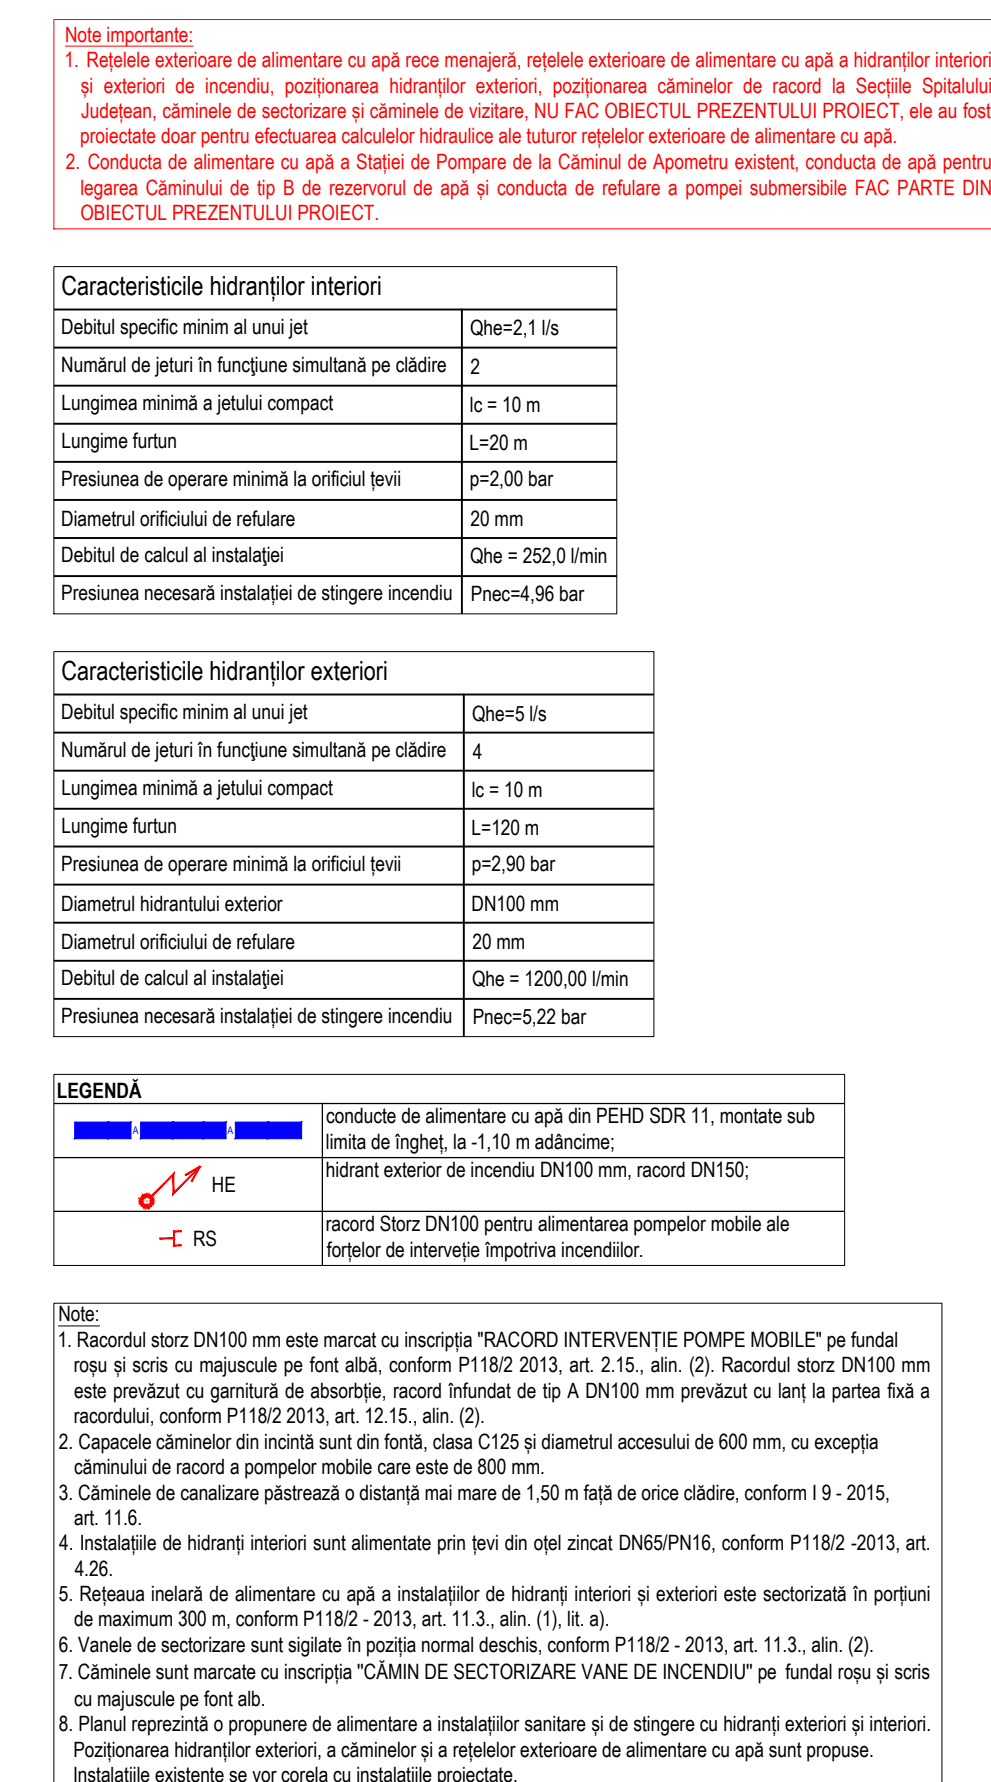 Note importante:
1. Rețelele exterioare de alimentare cu apă rece menajeră, rețelele exterioare de alimentare cu apă a hidranților interiori
și exteriori de incendiu, poziționarea hidranților exteriori, poziționarea căminelor de racord la Secțiile Spitalului
Județean, căminele de sectorizare și căminele de vizitare, NU FAC OBIECTUL PREZENTULUI PROIECT, ele au fost
proiectate doar pentru efectuarea calculelor hidraulice ale tuturor rețelelor exterioare de alimentare cu apă.
2. Conducta de alimentare cu apă a Stației de Pompare de la Căminul de Apometru existent, conducta de apă pentru
legarea Căminului de tip B de rezervorul de apă și conducta de refulare a pompei submersibile FAC PARTE DIN
OBIECTUL PREZENTULUI PROIECT.
Caracteristicile hidranților interiori
Debitul specific minim al unui jet Qhe=2,1 l/s
Numărul de jeturi în funcţiune simultană pe clădire 2
Lungimea minimă a jetului compact lc = 10 m
Lungime furtun L=20 m
Presiunea de operare minimă la orificiul țevii p=2,00 bar
Diametrul orificiului de refulare 20 mm
Debitul de calcul al instalaţiei Qhe = 252,0 l/min
Presiunea necesară instalației de stingere incendiu Pnec=4,96 bar
Caracteristicile hidranților exteriori
Debitul specific minim al unui jet Qhe=5 l/s
Numărul de jeturi în funcţiune simultană pe clădire 4
Lungimea minimă a jetului compact lc = 10 m
Lungime furtun L=120 m
Presiunea de operare minimă la orificiul țevii p=2,90 bar
Diametrul hidrantului exterior DN100 mm
Diametrul orificiului de refulare 20 mm
Debitul de calcul al instalaţiei Qhe = 1200,00 l/min
Presiunea necesară instalației de stingere incendiu Pnec=5,22 bar
LEGENDĂ
A A conducte de alimentare cu apă din PEHD SDR 11, montate sub
limita de îngheț, la -1,10 m adâncime;
HE hidrant exterior de incendiu DN100 mm, racord DN150;
RS racord Storz DN100 pentru alimentarea pompelor mobile ale
forțelor de interveție împotriva incendiilor.
Note:
1. Racordul storz DN100 mm este marcat cu inscripția "RACORD INTERVENȚIE POMPE MOBILE" pe fundal
roșu și scris cu majuscule pe font albă, conform P118/2 2013, art. 2.15., alin. (2). Racordul storz DN100 mm
este prevăzut cu garnitură de absorbție, racord înfundat de tip A DN100 mm prevăzut cu lanț la partea fixă a
racordului, conform P118/2 2013, art. 12.15., alin. (2).
2. Capacele căminelor din incintă sunt din fontă, clasa C125 și diametrul accesului de 600 mm, cu excepția
căminului de racord a pompelor mobile care este de 800 mm.
3. Căminele de canalizare păstrează o distanță mai mare de 1,50 m față de orice clădire, conform I 9 - 2015,
art. 11.6.
4. Instalațiile de hidranți interiori sunt alimentate prin țevi din oțel zincat DN65/PN16, conform P118/2 -2013, art.
4.26.
5. Rețeaua inelară de alimentare cu apă a instalațiilor de hidranți interiori și exteriori este sectorizată în porțiuni
de maximum 300 m, conform P118/2 - 2013, art. 11.3., alin. (1), lit. a).
6. Vanele de sectorizare sunt sigilate în poziția normal deschis, conform P118/2 - 2013, art. 11.3., alin. (2).
7. Căminele sunt marcate cu inscripția "CĂMIN DE SECTORIZARE VANE DE INCENDIU" pe fundal roșu și scris
cu majuscule pe font alb.
8. Planul reprezintă o propunere de alimentare a instalațiilor sanitare și de stingere cu hidranți exteriori și interiori.
Poziționarea hidranților exteriori, a căminelor și a rețelelor exterioare de alimentare cu apă sunt propuse.
Instalațiile existente se vor corela cu instalațiile proiectate.